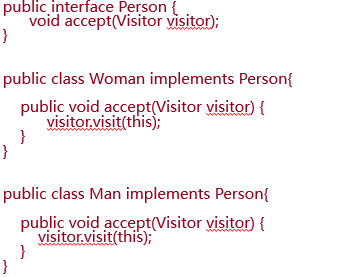 public interface Person {
void accept(Visitor visitor);
}
public class Woman implements Person{
public void accept(Visitor visitor) {
visitor.visit(this);
}
}
public class Man implements Person{
public void accept(Visitor visitor) {
visitor.visit(this);
}
}